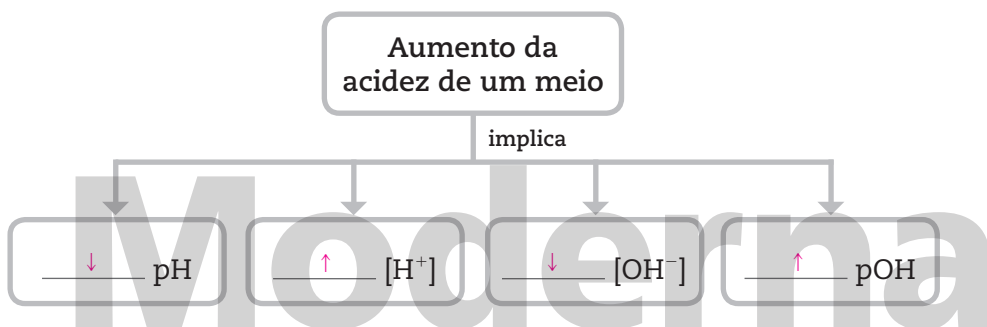 Aumento da
acidez de um meio
implica
↓ pH
↑ [H⁺]
↓ [OH⁻]
↑ pOH
Moderna